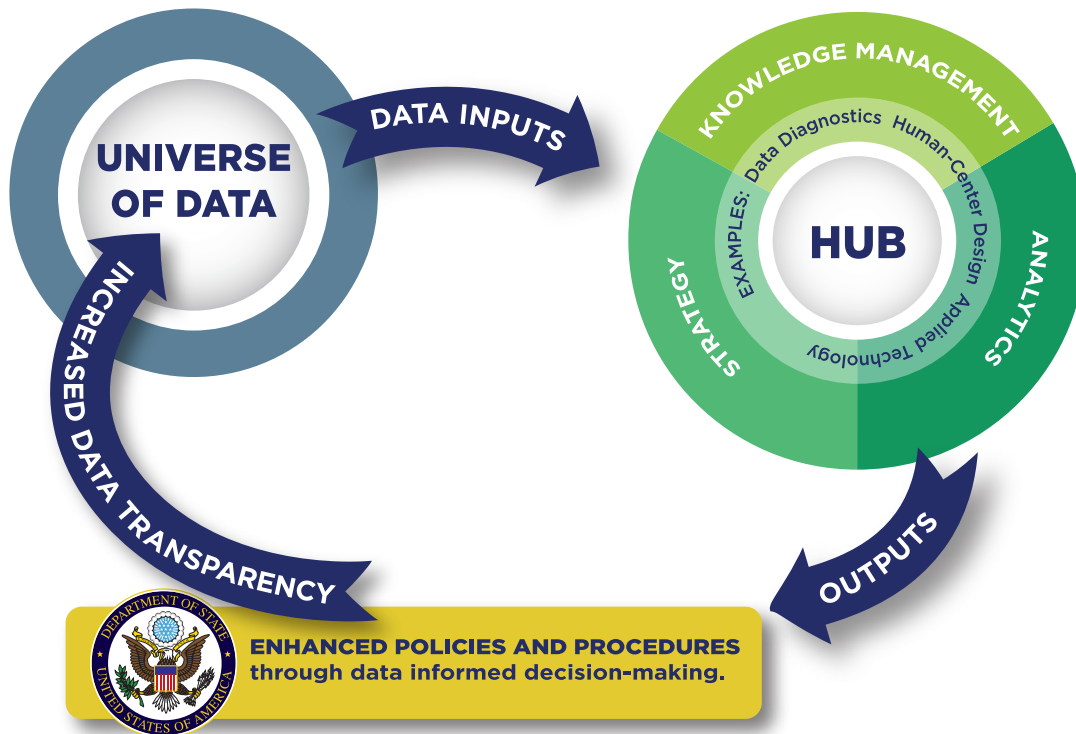 UNIVERSE
OF DATA
DATA INPUTS
KNOWLEDGE MANAGEMENT
ANALYTICS
STRATEGY
EXAMPLES: Data Diagnostics Human-Center Design Applied Technology
HUB
OUTPUTS
ENHANCED POLICIES AND PROCEDURES
through data informed decision-making.
DEPARTMENT OF STATE
UNITED STATES OF AMERICA
INCREASED DATA TRANSPARENCY